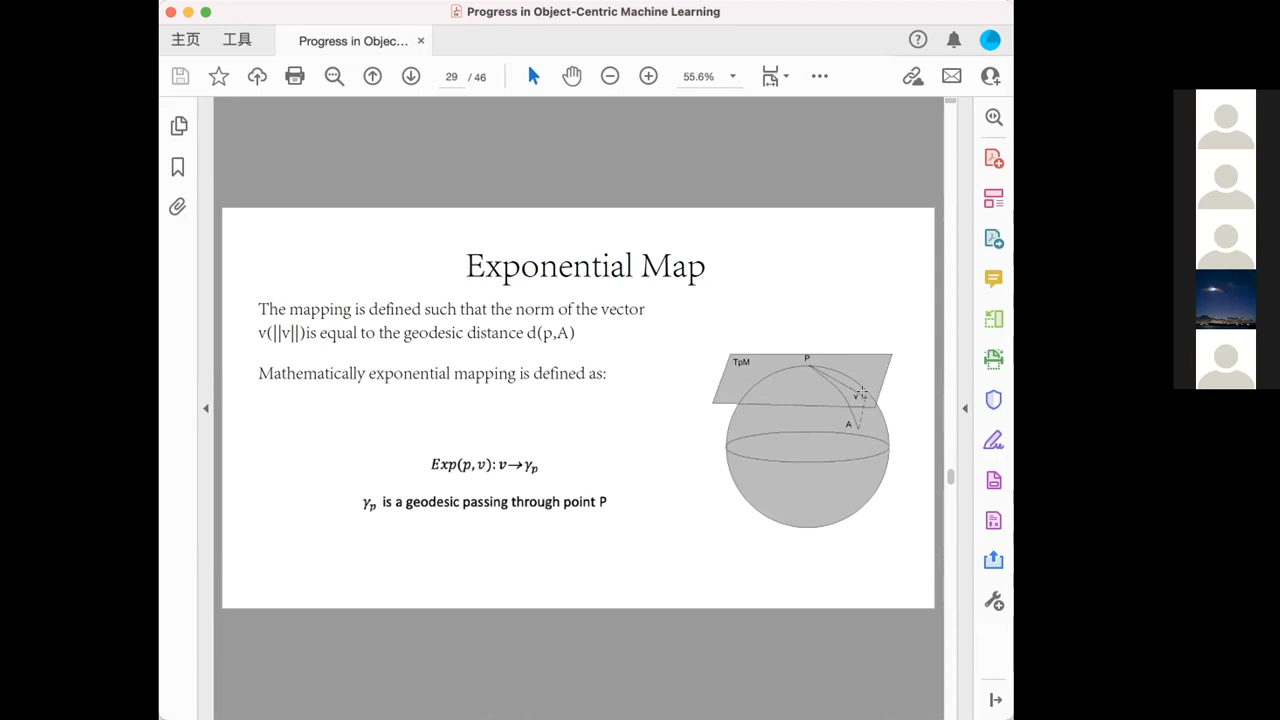 Progress in Object-Centric Machine Learning
主页
工具
Progress in Objec...
29 / 46
55.6%
Exponential Map
The mapping is defined such that the norm of the vector
v(||v||)is equal to the geodesic distance d(p,A)
Mathematically exponential mapping is defined as:
Exp(p,v):v→γₚ
γₚ is a geodesic passing through point P
TpM
P
v
A